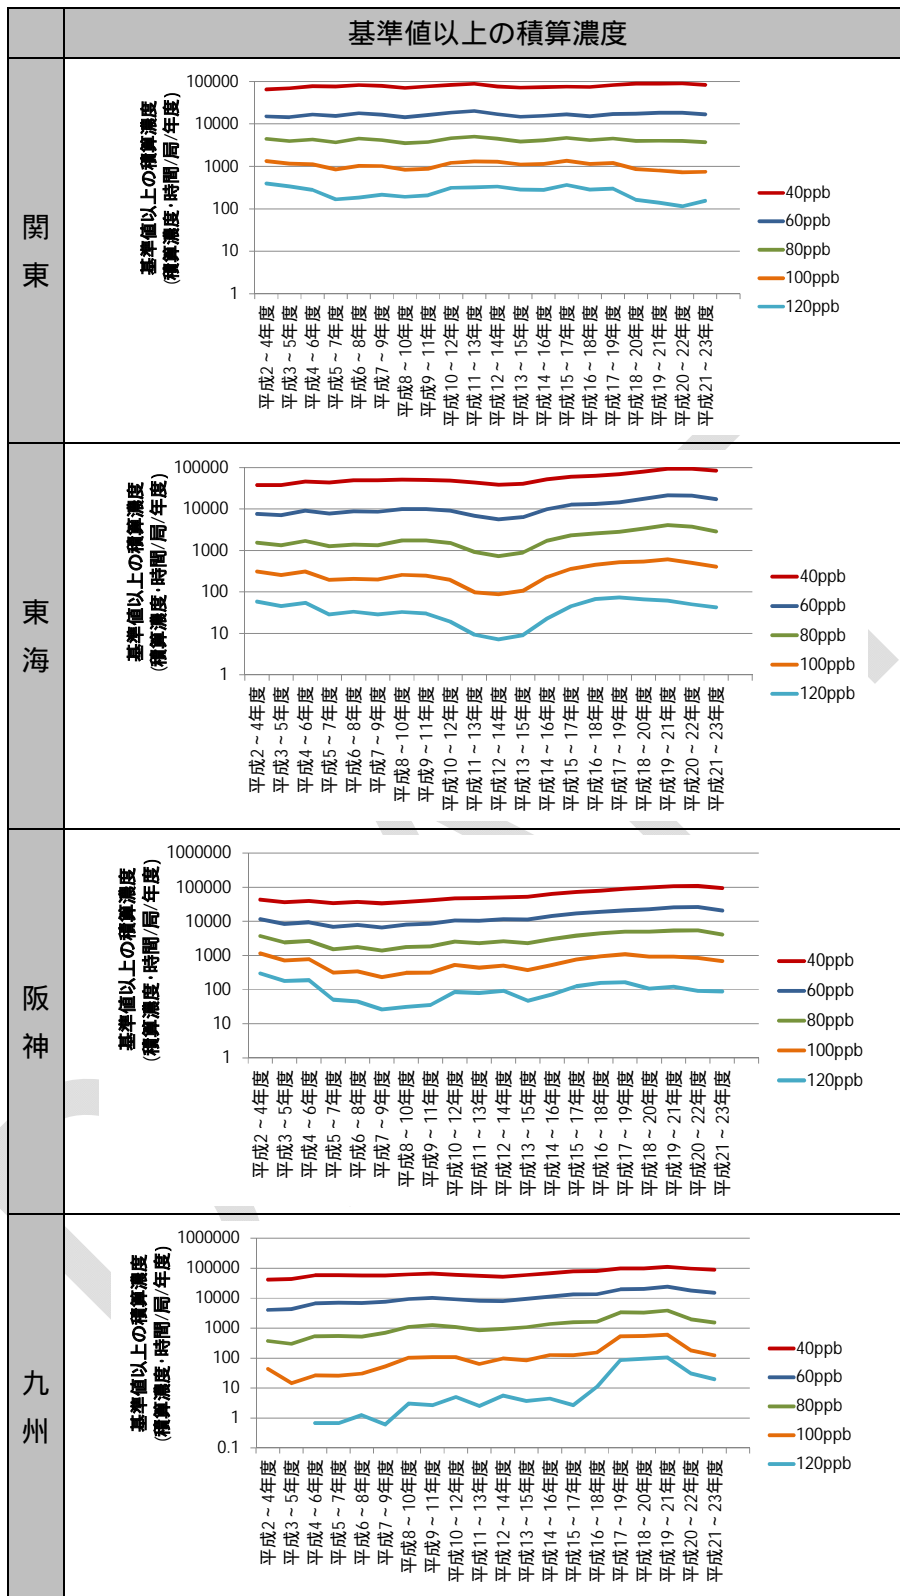 基準値以上の積算濃度
関東
基準値以上の積算濃度
(積算濃度・時間/局/年度)
100000
10000
1000
100
10
1
平成2～4年度
平成3～5年度
平成4～6年度
平成5～7年度
平成6～8年度
平成7～9年度
平成8～10年度
平成9～11年度
平成10～12年度
平成11～13年度
平成12～14年度
平成13～15年度
平成14～16年度
平成15～17年度
平成16～18年度
平成17～19年度
平成18～20年度
平成19～21年度
平成20～22年度
平成21～23年度
40ppb
60ppb
80ppb
100ppb
120ppb
東海
基準値以上の積算濃度
(積算濃度・時間/局/年度)
100000
10000
1000
100
10
1
平成2～4年度
平成3～5年度
平成4～6年度
平成5～7年度
平成6～8年度
平成7～9年度
平成8～10年度
平成9～11年度
平成10～12年度
平成11～13年度
平成12～14年度
平成13～15年度
平成14～16年度
平成15～17年度
平成16～18年度
平成17～19年度
平成18～20年度
平成19～21年度
平成20～22年度
平成21～23年度
40ppb
60ppb
80ppb
100ppb
120ppb
阪神
基準値以上の積算濃度
(積算濃度・時間/局/年度)
1000000
100000
10000
1000
100
10
1
平成2～4年度
平成3～5年度
平成4～6年度
平成5～7年度
平成6～8年度
平成7～9年度
平成8～10年度
平成9～11年度
平成10～12年度
平成11～13年度
平成12～14年度
平成13～15年度
平成14～16年度
平成15～17年度
平成16～18年度
平成17～19年度
平成18～20年度
平成19～21年度
平成20～22年度
平成21～23年度
40ppb
60ppb
80ppb
100ppb
120ppb
九州
基準値以上の積算濃度
(積算濃度・時間/局/年度)
1000000
100000
10000
1000
100
10
1
0.1
平成2～4年度
平成3～5年度
平成4～6年度
平成5～7年度
平成6～8年度
平成7～9年度
平成8～10年度
平成9～11年度
平成10～12年度
平成11～13年度
平成12～14年度
平成13～15年度
平成14～16年度
平成15～17年度
平成16～18年度
平成17～19年度
平成18～20年度
平成19～21年度
平成20～22年度
平成21～23年度
40ppb
60ppb
80ppb
100ppb
120ppb